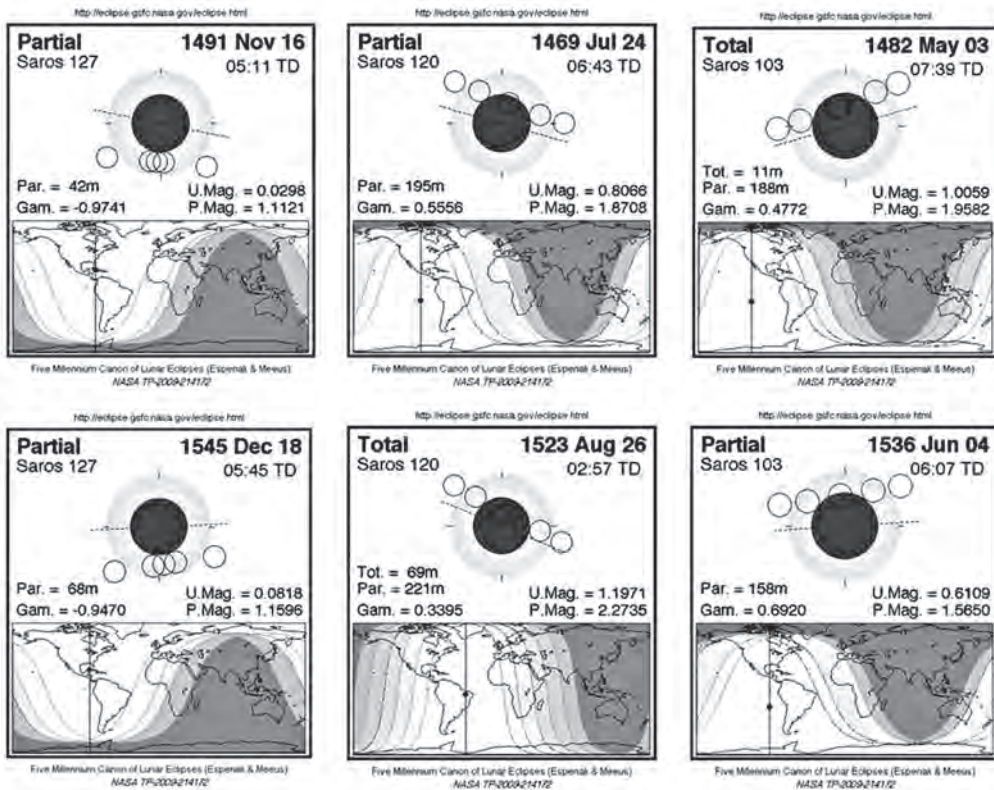 http://eclipse.gsfc.nasa.gov/eclipse.html
Partial 1491 Nov 16
Saros 127 05:11 TD
Par. = 42m U.Mag. = 0.0298
Gam. = -0.9741 P.Mag. = 1.1121
Five Millennium Canon of Lunar Eclipses (Espenak & Meeus)
NASA TP-2009-214172
http://eclipse.gsfc.nasa.gov/eclipse.html
Partial 1469 Jul 24
Saros 120 06:43 TD
Par. = 195m U.Mag. = 0.8066
Gam. = 0.5556 P.Mag. = 1.8708
Five Millennium Canon of Lunar Eclipses (Espenak & Meeus)
NASA TP-2009-214172
http://eclipse.gsfc.nasa.gov/eclipse.html
Total 1482 May 03
Saros 103 07:39 TD
Tot. = 11m
Par. = 188m U.Mag. = 1.0059
Gam. = 0.4772 P.Mag. = 1.9582
Five Millennium Canon of Lunar Eclipses (Espenak & Meeus)
NASA TP-2009-214172
http://eclipse.gsfc.nasa.gov/eclipse.html
Partial 1545 Dec 18
Saros 127 05:45 TD
Par. = 68m U.Mag. = 0.0818
Gam. = -0.9470 P.Mag. = 1.1596
Five Millennium Canon of Lunar Eclipses (Espenak & Meeus)
NASA TP-2009-214172
http://eclipse.gsfc.nasa.gov/eclipse.html
Total 1523 Aug 26
Saros 120 02:57 TD
Tot. = 69m
Par. = 221m U.Mag. = 1.1971
Gam. = 0.3395 P.Mag. = 2.2735
Five Millennium Canon of Lunar Eclipses (Espenak & Meeus)
NASA TP-2009-214172
http://eclipse.gsfc.nasa.gov/eclipse.html
Partial 1536 Jun 04
Saros 103 06:07 TD
Par. = 158m U.Mag. = 0.6109
Gam. = 0.6920 P.Mag. = 1.5650
Five Millennium Canon of Lunar Eclipses (Espenak & Meeus)
NASA TP-2009-214172